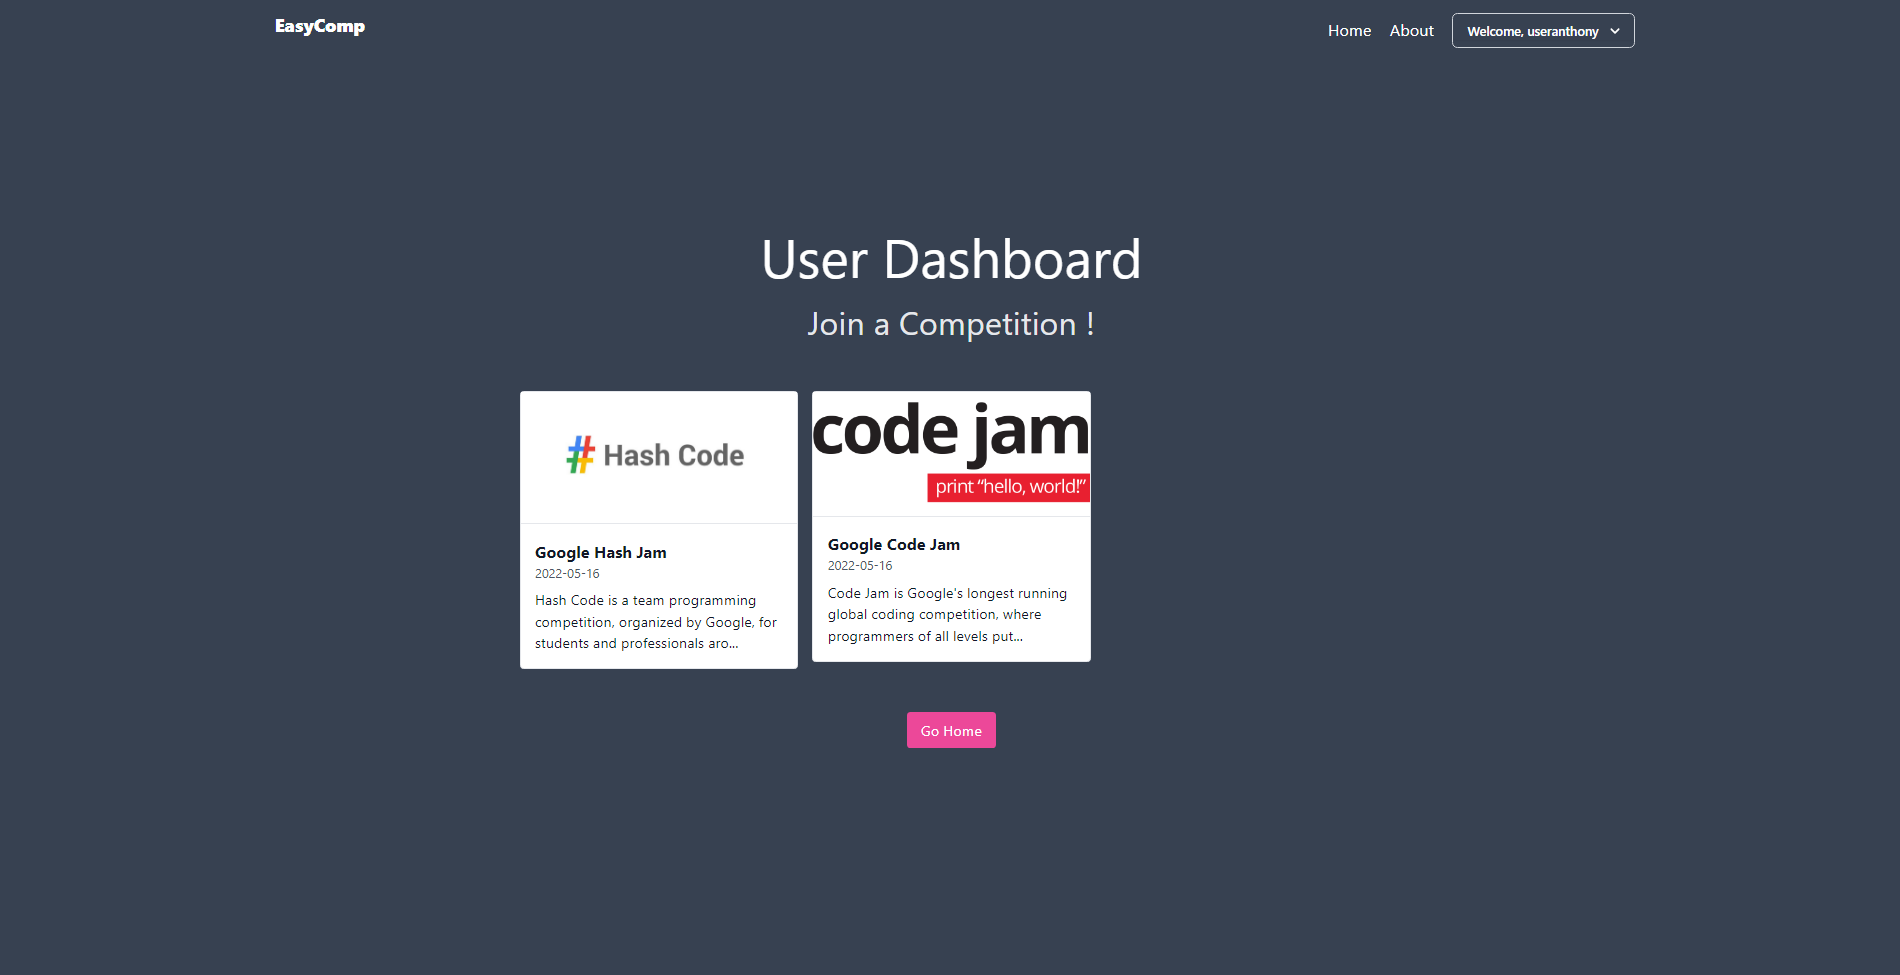 EasyComp
Home
About
Welcome, useranthony
User Dashboard
Join a Competition !
# Hash Code
Google Hash Jam
2022-05-16
Hash Code is a team programming
competition, organized by Google, for
students and professionals aro...
code jam
print “hello, world!”
Google Code Jam
2022-05-16
Code Jam is Google's longest running
global coding competition, where
programmers of all levels put...
Go Home